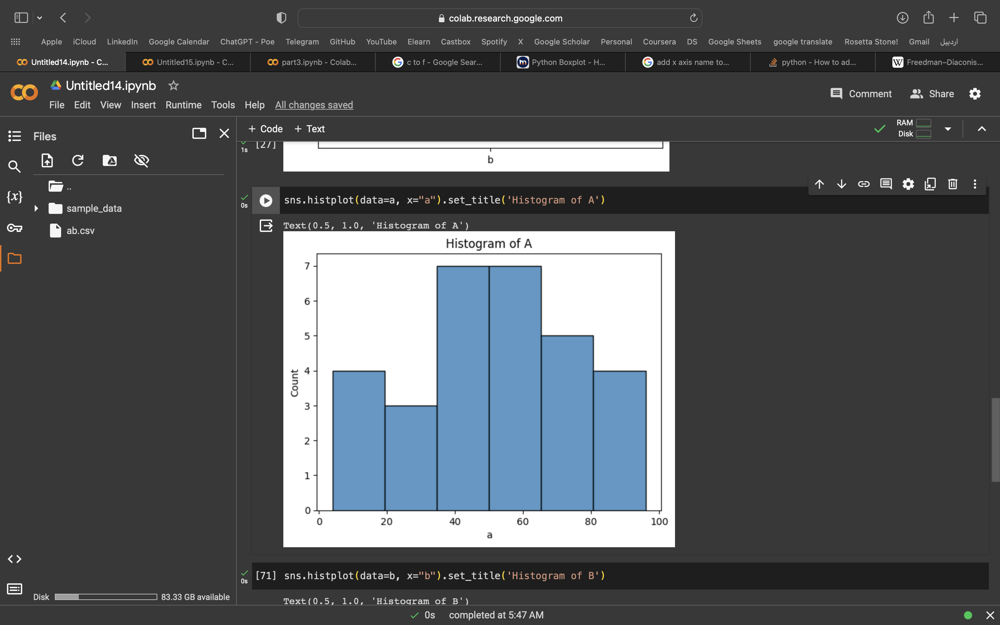 colab.research.google.com
Apple iCloud LinkedIn Google Calendar ChatGPT - Poe Telegram GitHub YouTube Elearn Castbox Spotify X Google Scholar Personal Coursera DS Google Sheets google translate Rosetta Stone! Gmail اردبیل
Untitled14.ipynb - C... Untitled15.ipynb - C... part3.ipynb - Colab... c to f - Google Sear... Python Boxplot - H... add x axis name to... python - How to ad... Freedman–Diaconis...
Untitled14.ipynb
Comment Share
File Edit View Insert Runtime Tools Help All changes saved
Files
+ Code + Text
RAM
Disk
1s [27]
b
..
{x}
sample_data
ab.csv
0s
sns.histplot(data=a, x="a").set_title('Histogram of A')
Text(0.5, 1.0, 'Histogram of A')
Histogram of A
7
6
5
4
3
2
1
0
Count
0 20 40 60 80 100
a
0s [71] sns.histplot(data=b, x="b").set_title('Histogram of B')
Text(0.5, 1.0, 'Histogram of B')
Disk 83.33 GB available
0s completed at 5:47 AM